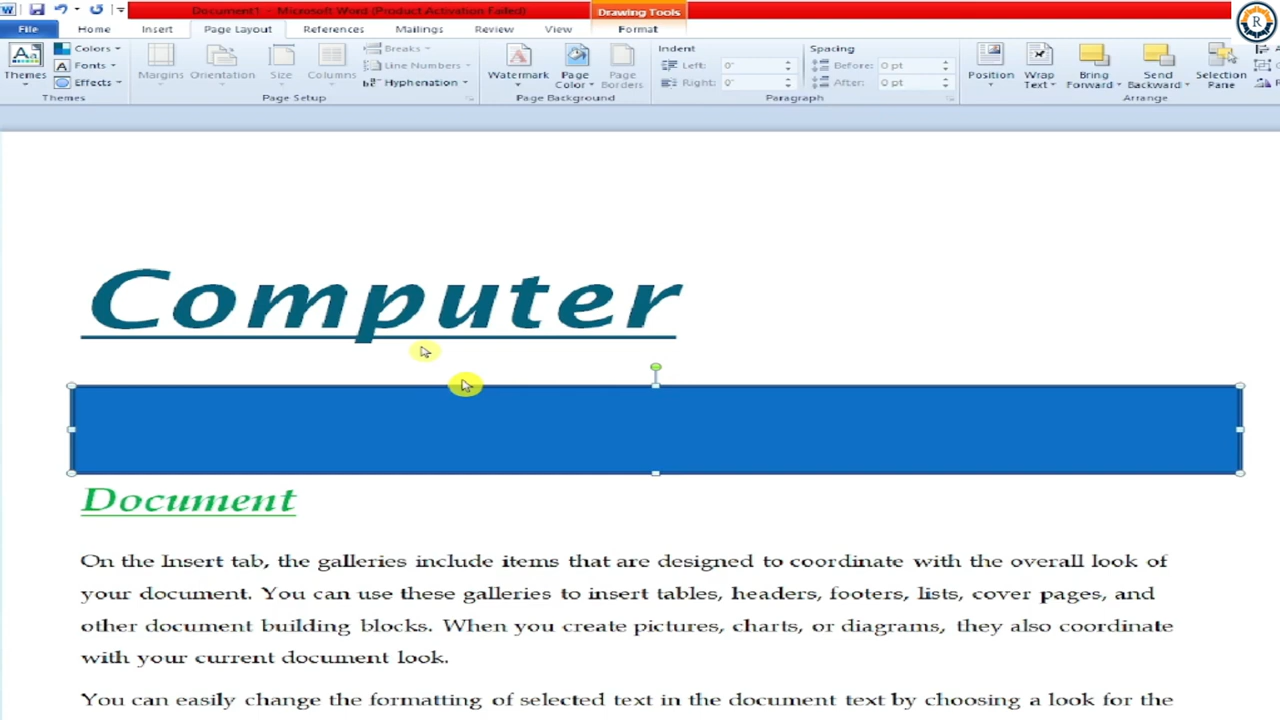 Document1 - Microsoft Word (Product Activation Failed)
Drawing Tools
File Home Insert Page Layout References Mailings Review View Format
Themes
Colors
Fonts
Effects
Themes
Margins Orientation Size Columns
Breaks
Line Numbers
Hyphenation
Page Setup
Watermark Page Color Page Borders
Page Background
Indent
Left: 0"
Right: 0"
Spacing
Before: 0 pt
After: 0 pt
Paragraph
Position Wrap Text Bring Forward Send Backward Selection Pane
Arrange
R
Computer
Document
On the Insert tab, the galleries include items that are designed to coordinate with the overall look of
your document. You can use these galleries to insert tables, headers, footers, lists, cover pages, and
other document building blocks. When you create pictures, charts, or diagrams, they also coordinate
with your current document look.
You can easily change the formatting of selected text in the document text by choosing a look for the